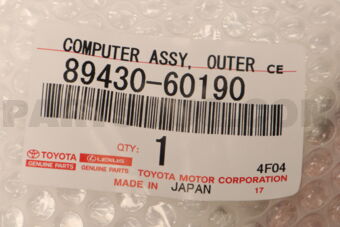 COMPUTER ASSY, OUTER CE
89430-60190
QTY: 1
4F04
TOYOTA GENUINE PARTS LEXUS GENUINE PARTS
TOYOTA MOTOR CORPORATION
MADE IN JAPAN 17